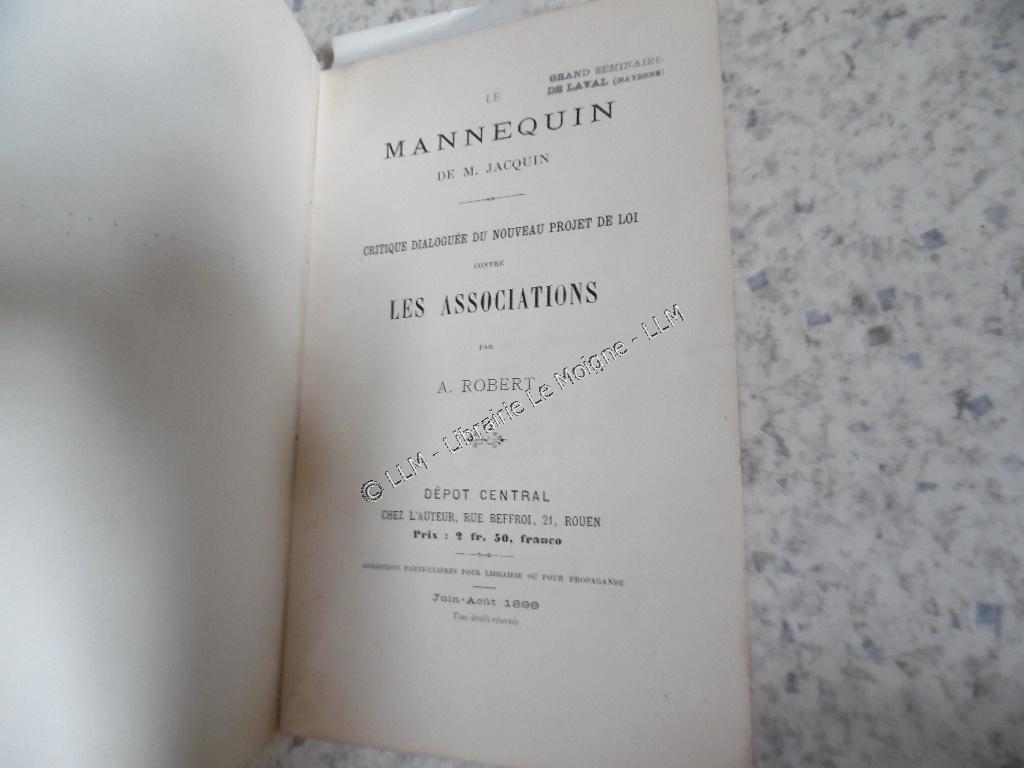 GRAND SÉMINAIRE
DE LAVAL (MAYENNE)
LE
MANNEQUIN
DE M. JACQUIN
CRITIQUE DIALOGUÉE DU NOUVEAU PROJET DE LOI
CONTRE
LES ASSOCIATIONS
PAR
A. ROBERT
© LLM - Librairie Le Moigne - LLM
DÉPOT CENTRAL
CHEZ L'AUTEUR, RUE BEFFROI, 21, ROUEN
Prix : 2 fr. 50, franco
CONDITIONS PARTICULIÈRES POUR LIBRAIRIE OU POUR PROPAGANDE
Juin-Août 1899
Tous droits réservés